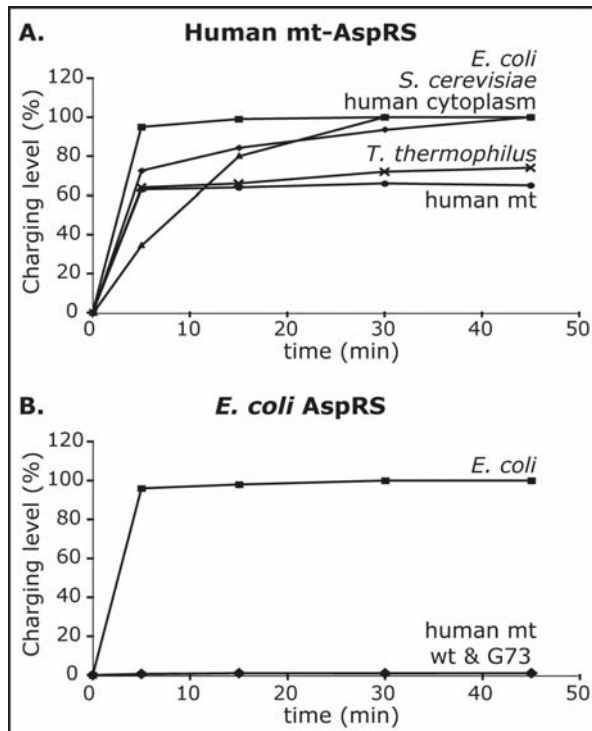 A. Human mt-AspRS
E. coli
S. cerevisiae
human cytoplasm
T. thermophilus
human mt
Charging level (%)
120
100
80
60
40
20
0
0 10 20 30 40 50
time (min)
B. E. coli AspRS
E. coli
human mt
wt & G73
Charging level (%)
120
100
80
60
40
20
0
0 10 20 30 40 50
time (min)